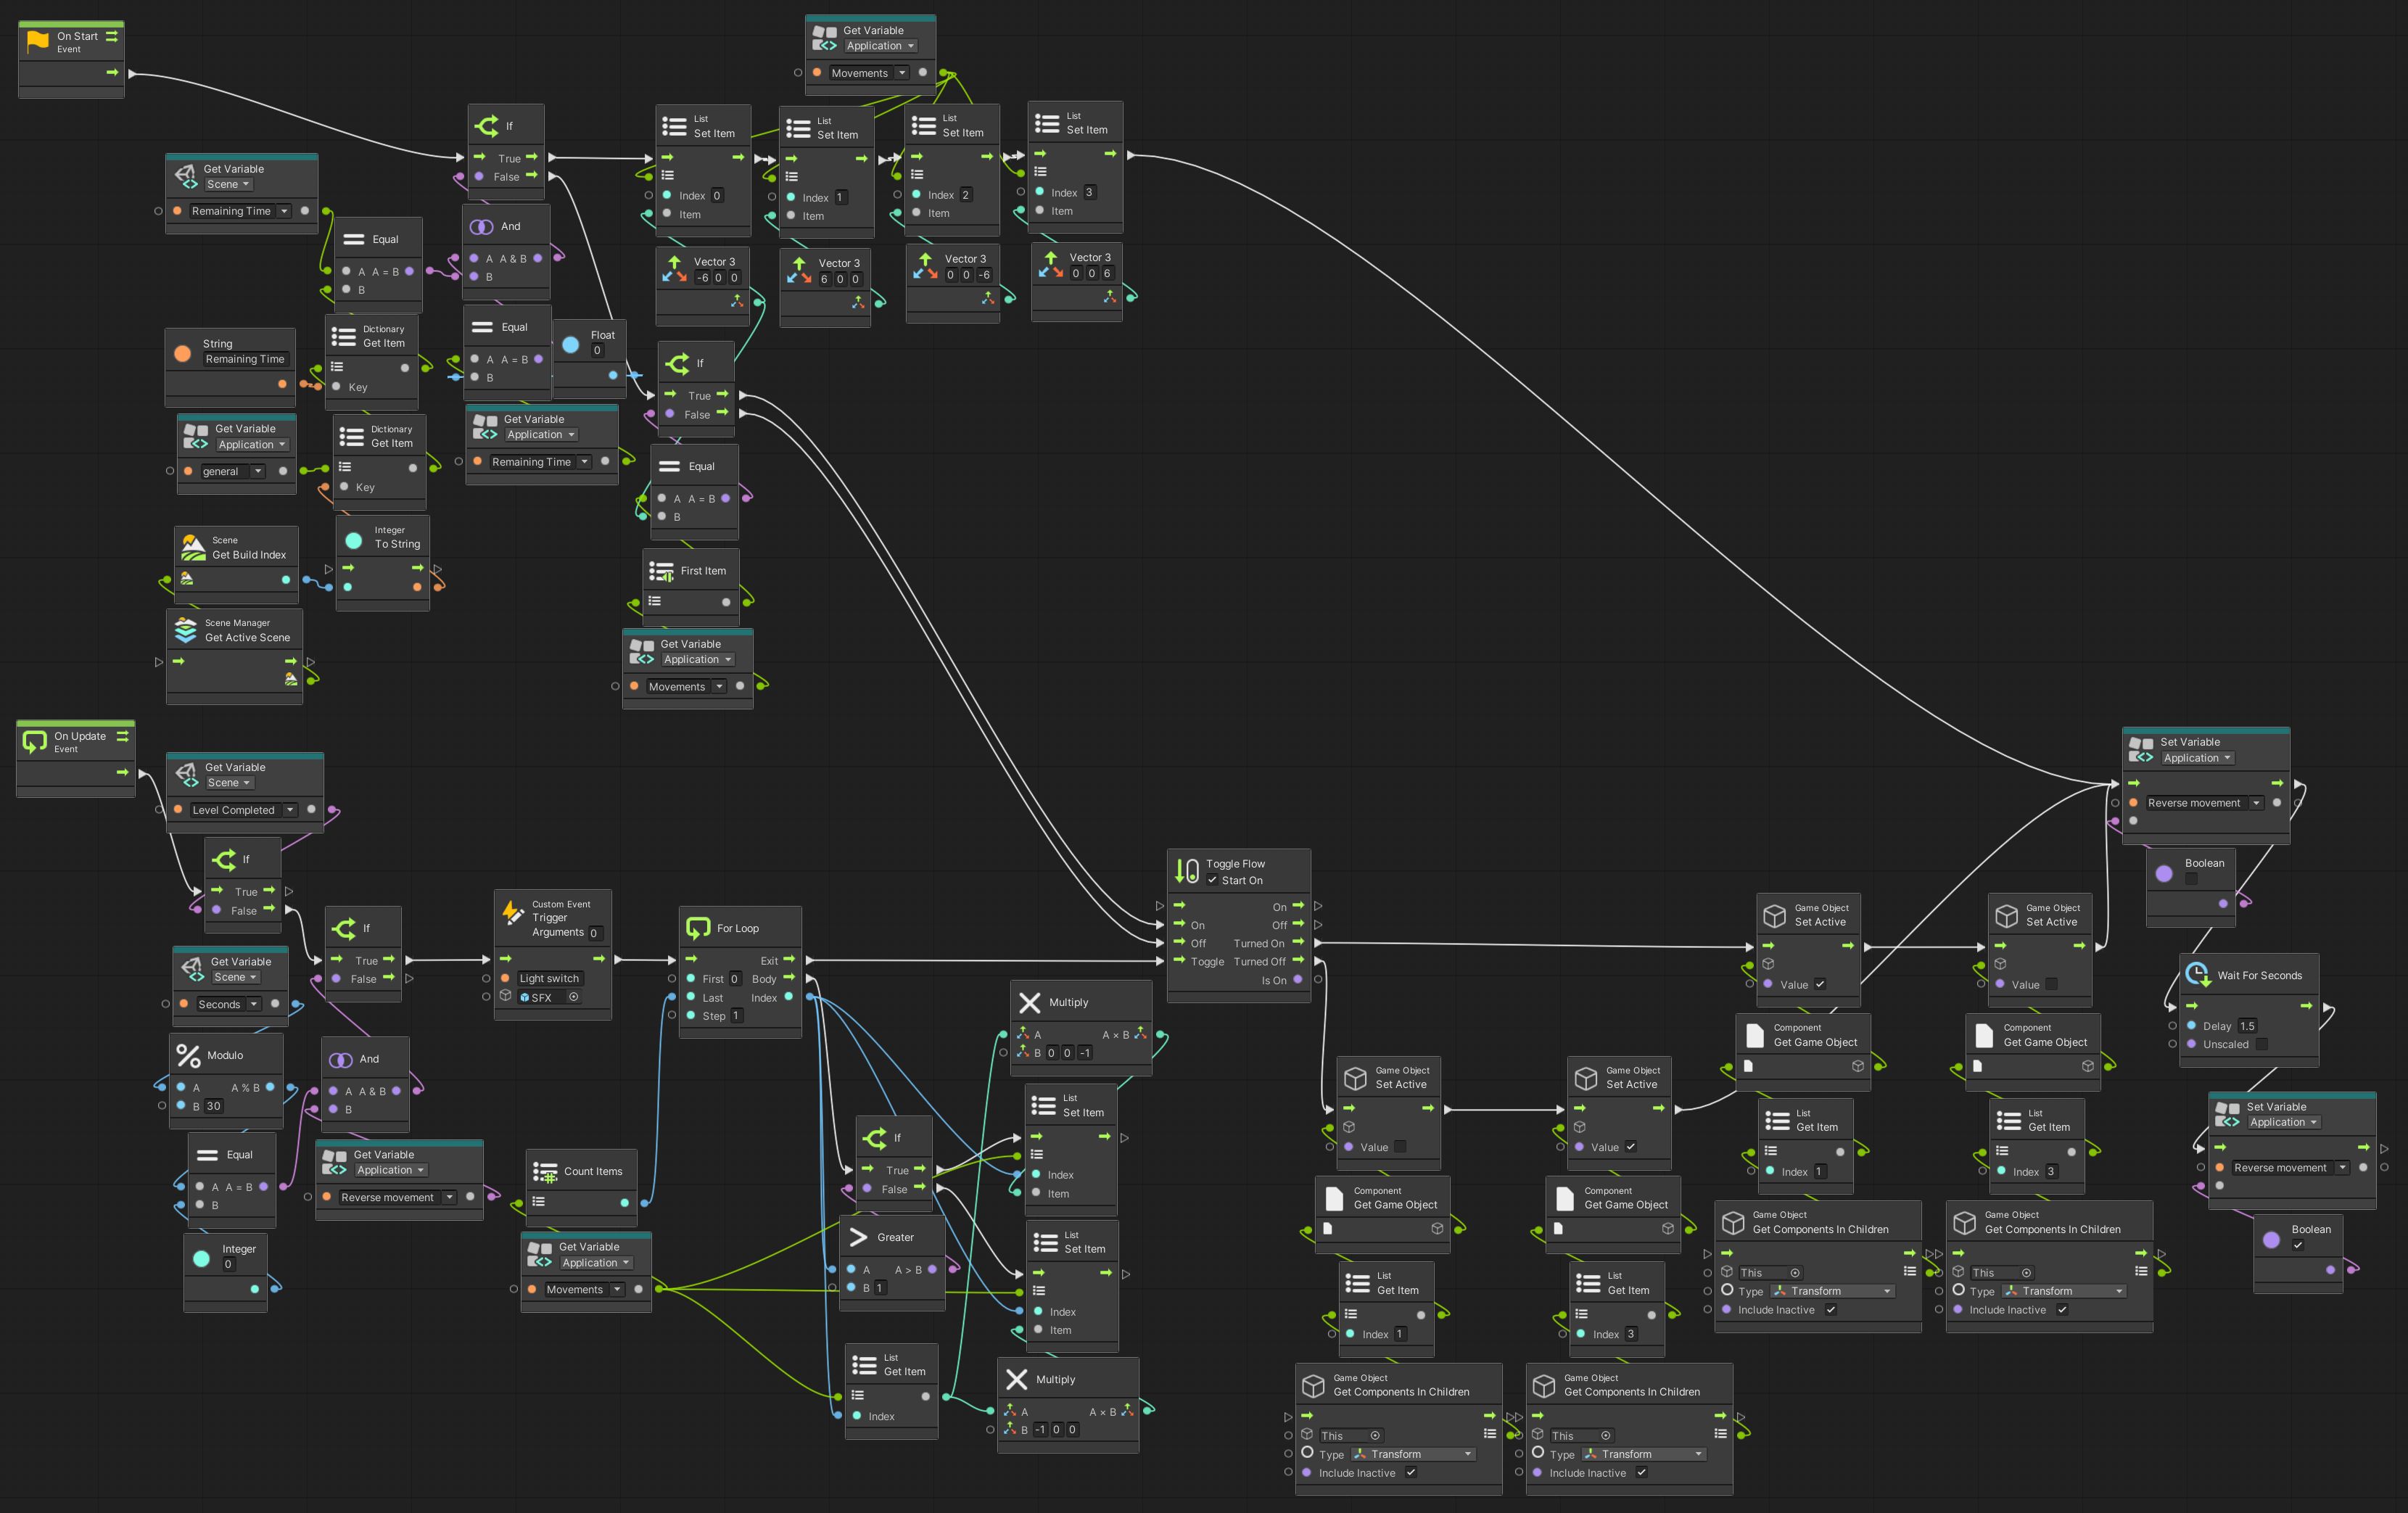 On Start
Event
Get Variable
Application
Movements
If
True
False
List
Set Item
Index 0
Item
List
Set Item
Index 1
Item
List
Set Item
Index 2
Item
List
Set Item
Index 3
Item
Get Variable
Scene
Remaining Time
Equal
A A = B
B
And
A A & B
B
Vector 3
-6 0 0
Vector 3
6 0 0
Vector 3
0 0 -6
Vector 3
0 0 6
String
Remaining Time
Dictionary
Get Item
Key
Equal
A A = B
B
Float
0
If
True
False
Get Variable
Application
general
Dictionary
Get Item
Key
Get Variable
Application
Remaining Time
Equal
A A = B
B
Scene
Get Build Index
Integer
To String
First Item
Scene Manager
Get Active Scene
Get Variable
Application
Movements
On Update
Event
Get Variable
Scene
Level Completed
If
True
False
Get Variable
Scene
Seconds
If
True
False
Custom Event
Trigger
Arguments 0
Light switch
SFX
For Loop
Exit
First 0 Body
Last Index
Step 1
Modulo
A A % B
B 30
And
A A & B
B
Equal
A A = B
B
Get Variable
Application
Reverse movement
Integer
0
Count Items
Get Variable
Application
Movements
If
True
False
Greater
A A > B
B 1
List
Get Item
Index
Multiply
A A × B
B 0 0 -1
List
Set Item
Index
Item
List
Set Item
Index
Item
Multiply
A A × B
B -1 0 0
Toggle Flow
Start On
On
On Off
Off Turned On
Toggle Turned Off
Is On
Game Object
Set Active
Value
Component
Get Game Object
List
Get Item
Index 1
Game Object
Get Components In Children
This
Type Transform
Include Inactive
Game Object
Set Active
Value
Component
Get Game Object
List
Get Item
Index 3
Game Object
Get Components In Children
This
Type Transform
Include Inactive
Game Object
Set Active
Value
Component
Get Game Object
List
Get Item
Index 1
Game Object
Get Components In Children
This
Type Transform
Include Inactive
Game Object
Set Active
Value
Component
Get Game Object
List
Get Item
Index 3
Game Object
Get Components In Children
This
Type Transform
Include Inactive
Set Variable
Application
Reverse movement
Boolean
Wait For Seconds
Delay 1.5
Unscaled
Set Variable
Application
Reverse movement
Boolean